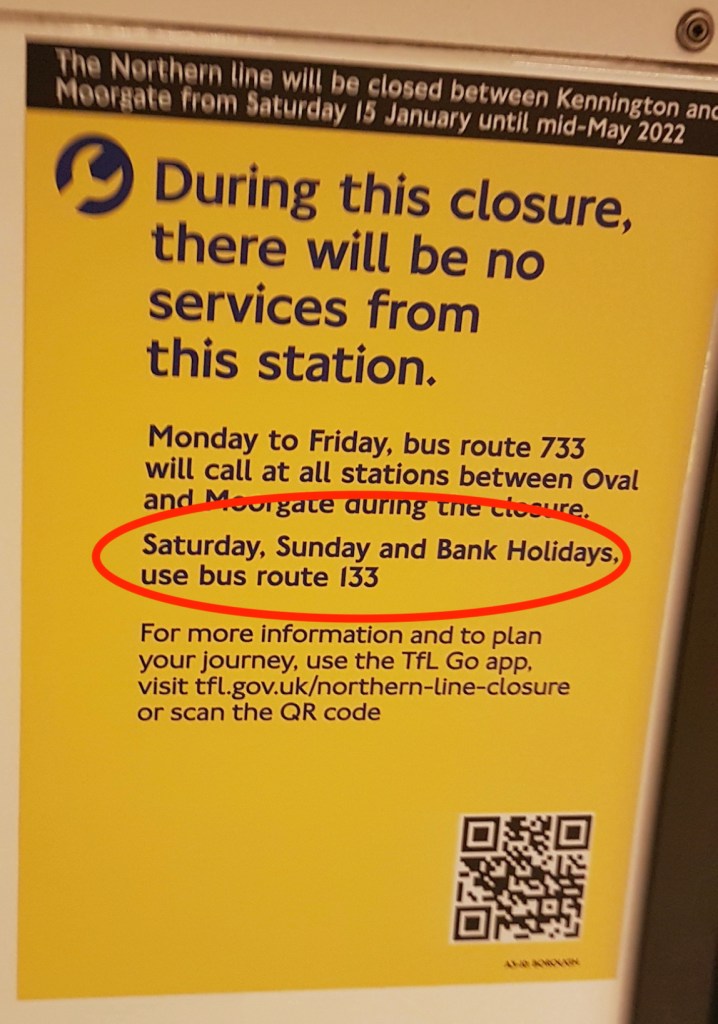 The Northern line will be closed between Kennington and
Moorgate from Saturday 15 January until mid-May 2022
During this closure,
there will be no
services from
this station.
Monday to Friday, bus route 733
will call at all stations between Oval
and Moorgate during the closure.
Saturday, Sunday and Bank Holidays,
use bus route 133
For more information and to plan
your journey, use the TfL Go app,
visit tfl.gov.uk/northern-line-closure
or scan the QR code
BOROUGH